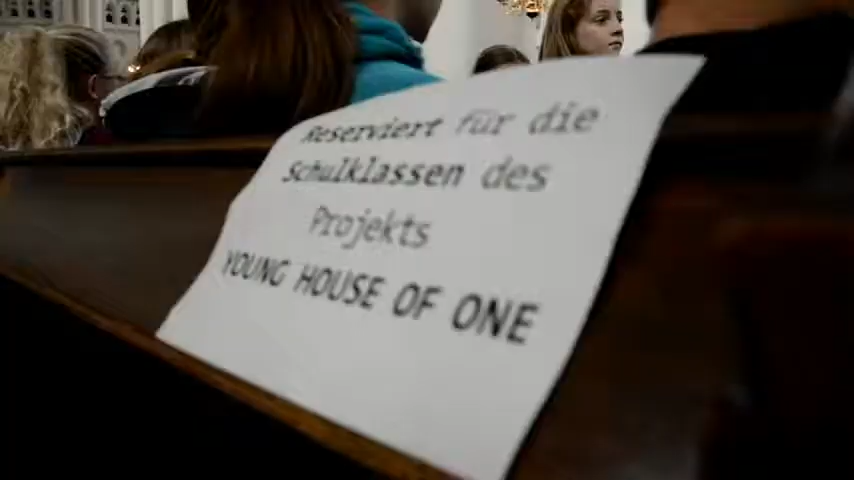 Reserviert für die
Schulklassen des
Projekts
YOUNG HOUSE OF ONE